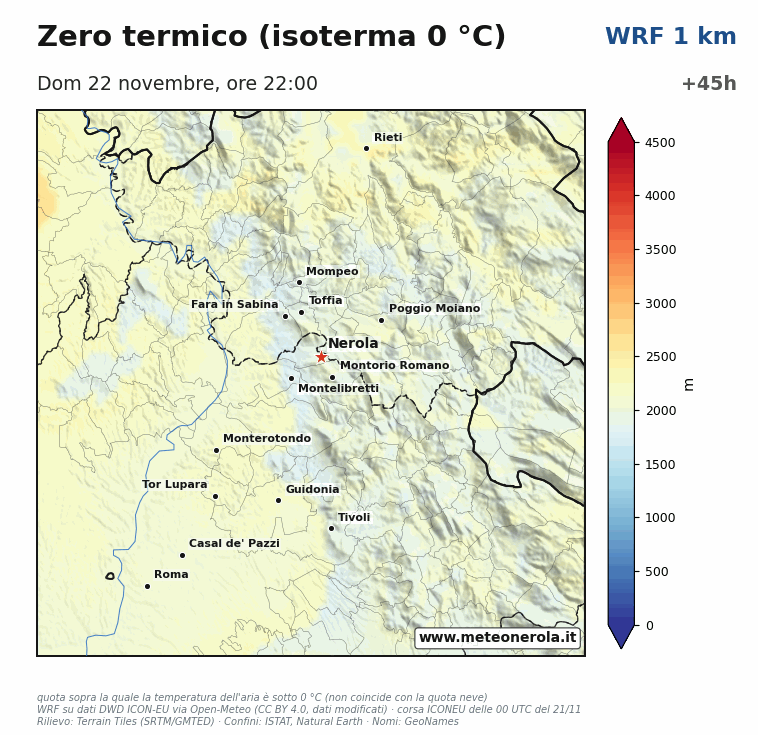 Zero termico (isoterma 0 °C)
WRF 1 km
Dom 22 novembre, ore 22:00
+45h
Rieti
Mompeo
Fara in Sabina
Toffia
Poggio Moiano
Nerola
Montorio Romano
Montelibretti
Monterotondo
Tor Lupara
Guidonia
Tivoli
Casal de' Pazzi
Roma
www.meteonerola.it
4500
4000
3500
3000
2500
2000
1500
1000
500
0
m
quota sopra la quale la temperatura dell'aria è sotto 0 °C (non coincide con la quota neve)
WRF su dati DWD ICON-EU via Open-Meteo (CC BY 4.0, dati modificati) · corsa ICONEU delle 00 UTC del 21/11
Rilievo: Terrain Tiles (SRTM/GMTED) · Confini: ISTAT, Natural Earth · Nomi: GeoNames